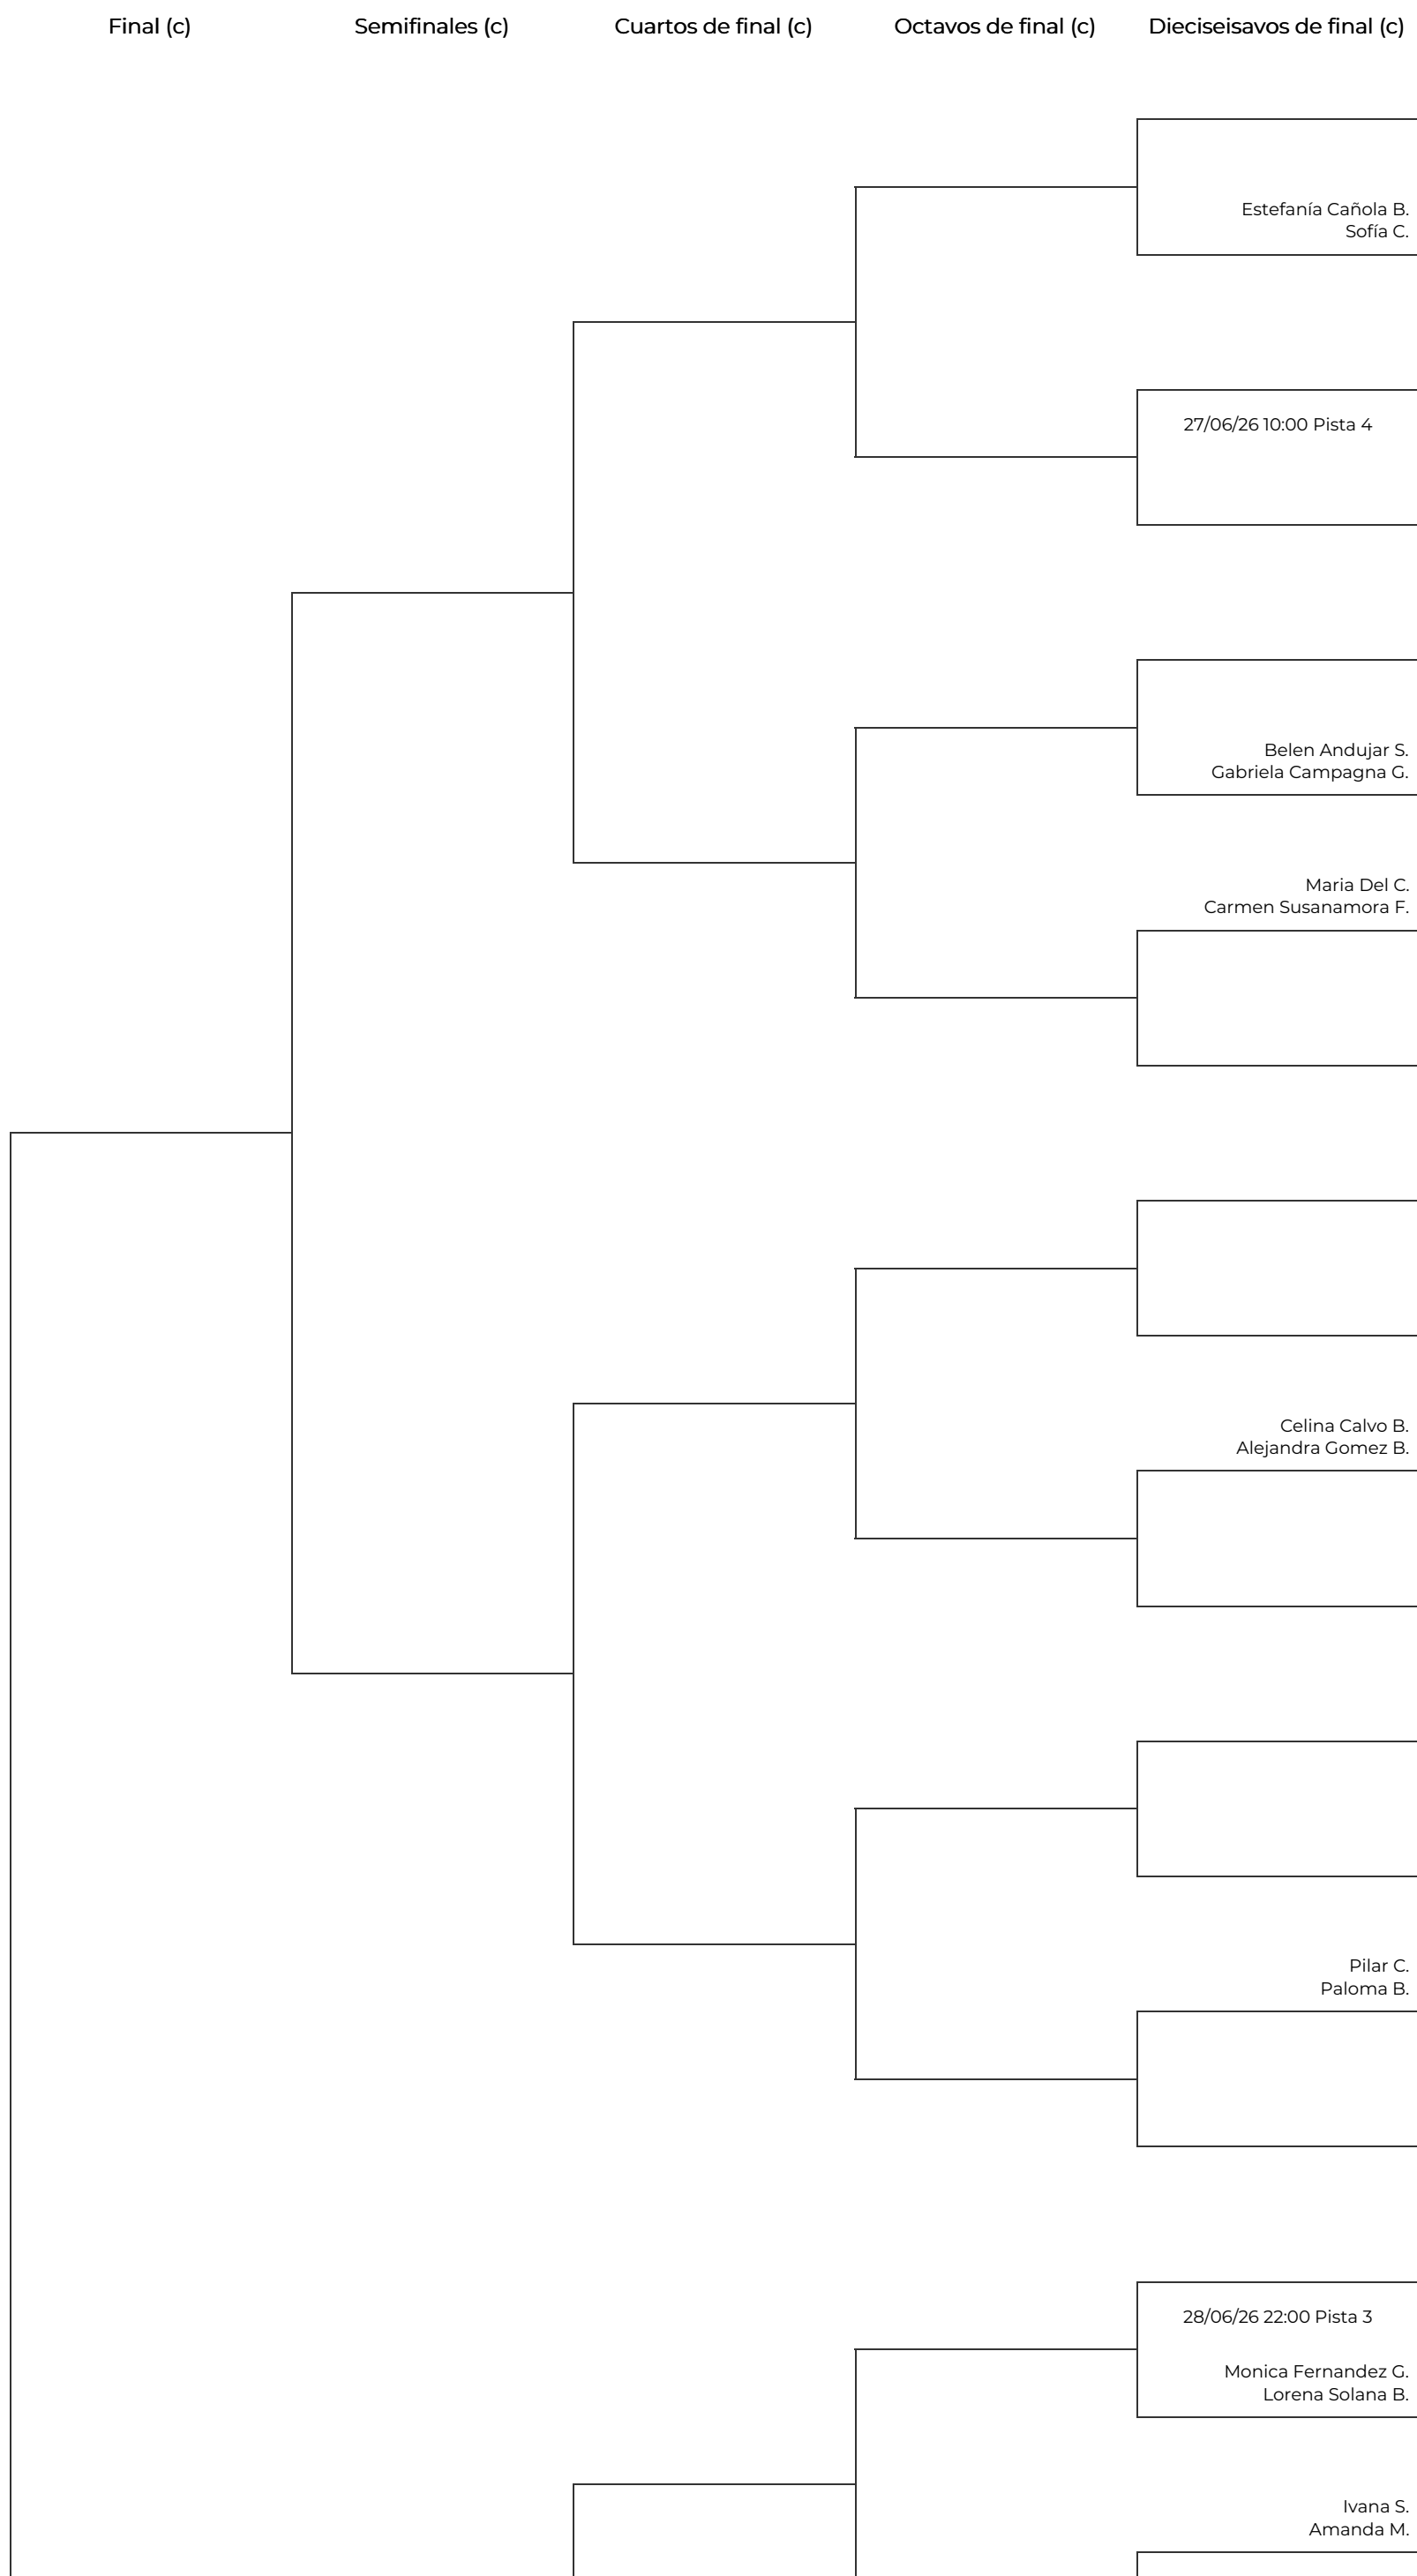 Final (c)
Semifinales (c)
Cuartos de final (c)
Octavos de final (c)
Dieciseisavos de final (c)
Estefanía Cañola B.
Sofía C.
27/06/26 10:00 Pista 4
Belen Andujar S.
Gabriela Campagna G.
Maria Del C.
Carmen Susanamora F.
Celina Calvo B.
Alejandra Gomez B.
Pilar C.
Paloma B.
28/06/26 22:00 Pista 3
Monica Fernandez G.
Lorena Solana B.
Ivana S.
Amanda M.